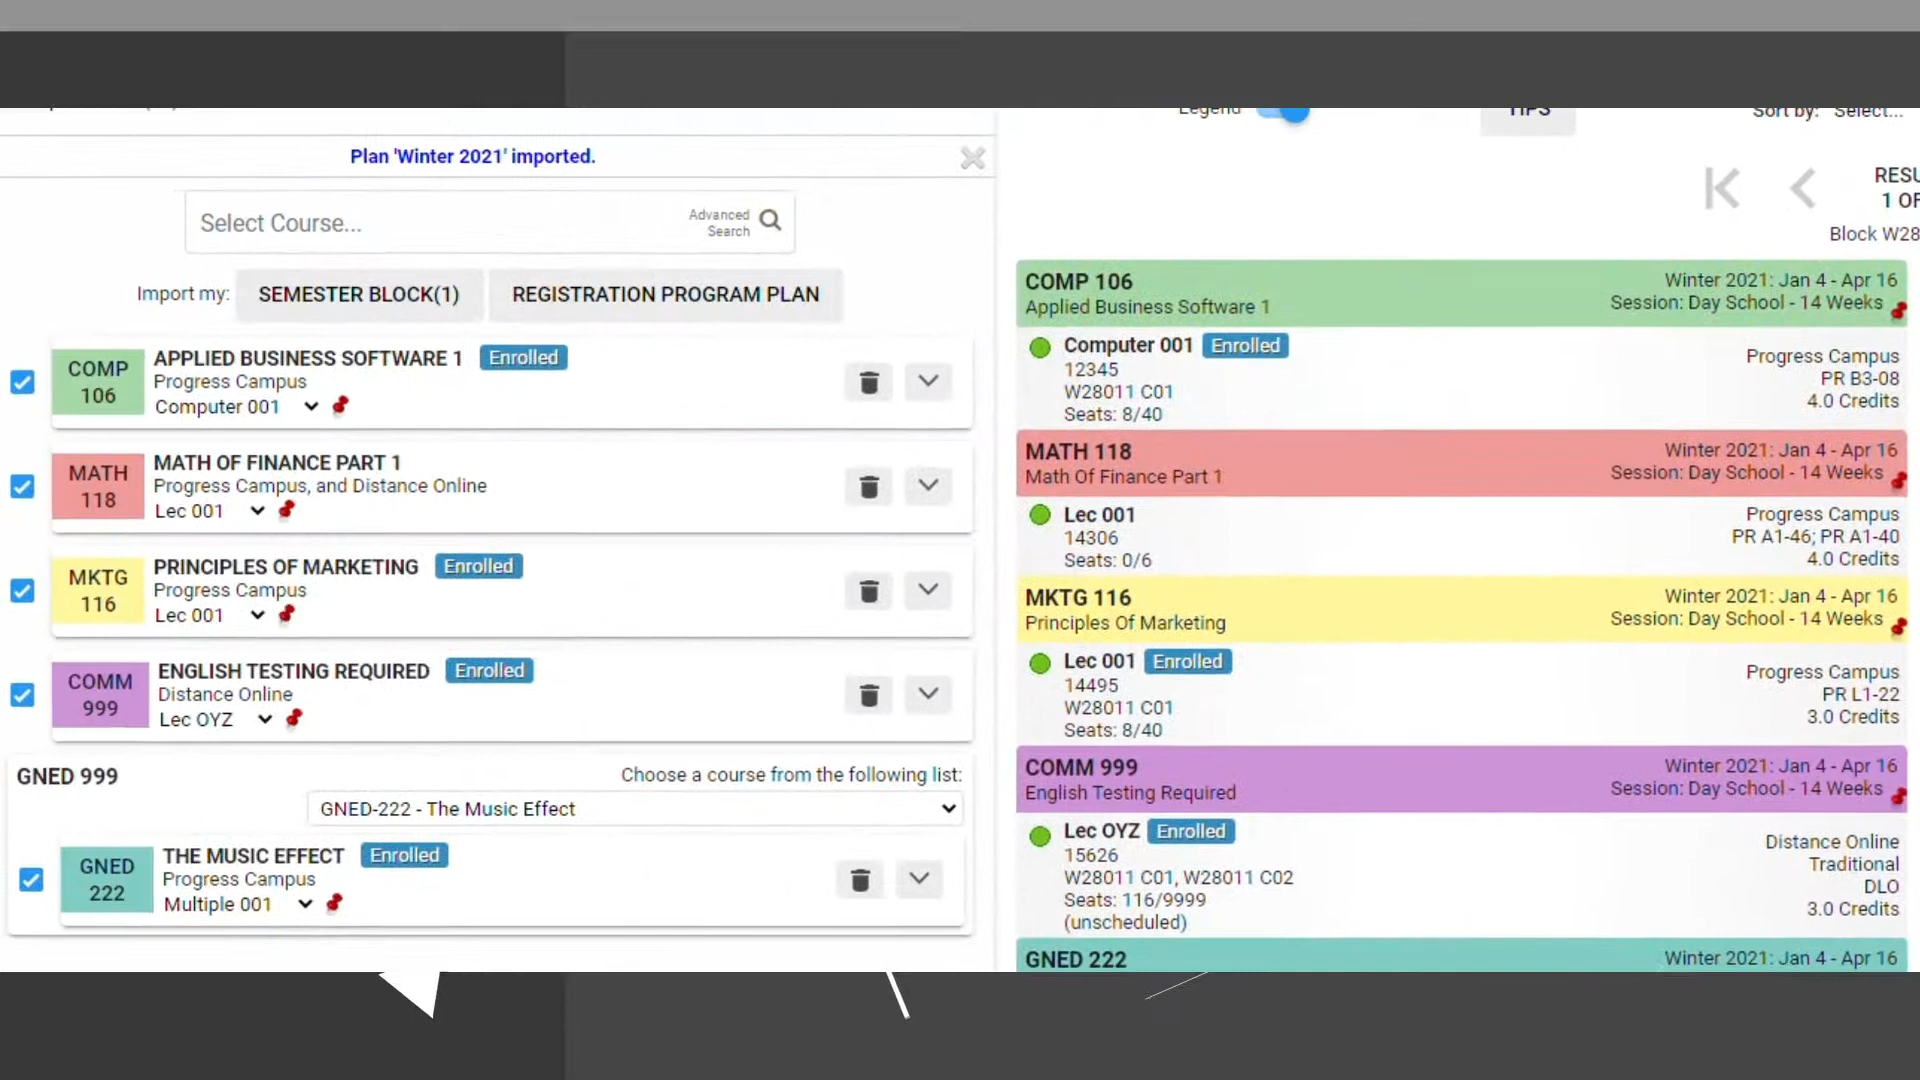 Legend
TIPS
Sort by: Select...
Plan 'Winter 2021' imported.
Select Course...
Advanced
Search
Import my:
SEMESTER BLOCK(1)
REGISTRATION PROGRAM PLAN
COMP
106
APPLIED BUSINESS SOFTWARE 1
Enrolled
Progress Campus
Computer 001
MATH
118
MATH OF FINANCE PART 1
Progress Campus, and Distance Online
Lec 001
MKTG
116
PRINCIPLES OF MARKETING
Enrolled
Progress Campus
Lec 001
COMM
999
ENGLISH TESTING REQUIRED
Enrolled
Distance Online
Lec OYZ
GNED 999
Choose a course from the following list:
GNED-222 - The Music Effect
GNED
222
THE MUSIC EFFECT
Enrolled
Progress Campus
Multiple 001
RESU
1 OF
Block W28
COMP 106
Winter 2021: Jan 4 - Apr 16
Applied Business Software 1
Session: Day School - 14 Weeks
Computer 001 Enrolled
12345
W28011 C01
Seats: 8/40
Progress Campus
PR B3-08
4.0 Credits
MATH 118
Winter 2021: Jan 4 - Apr 16
Math Of Finance Part 1
Session: Day School - 14 Weeks
Lec 001
14306
Seats: 0/6
Progress Campus
PR A1-46; PR A1-40
4.0 Credits
MKTG 116
Winter 2021: Jan 4 - Apr 16
Principles Of Marketing
Session: Day School - 14 Weeks
Lec 001 Enrolled
14495
W28011 C01
Seats: 8/40
Progress Campus
PR L1-22
3.0 Credits
COMM 999
Winter 2021: Jan 4 - Apr 16
English Testing Required
Session: Day School - 14 Weeks
Lec OYZ Enrolled
15626
W28011 C01, W28011 C02
Seats: 116/9999
(unscheduled)
Distance Online
Traditional
DLO
3.0 Credits
GNED 222
Winter 2021: Jan 4 - Apr 16